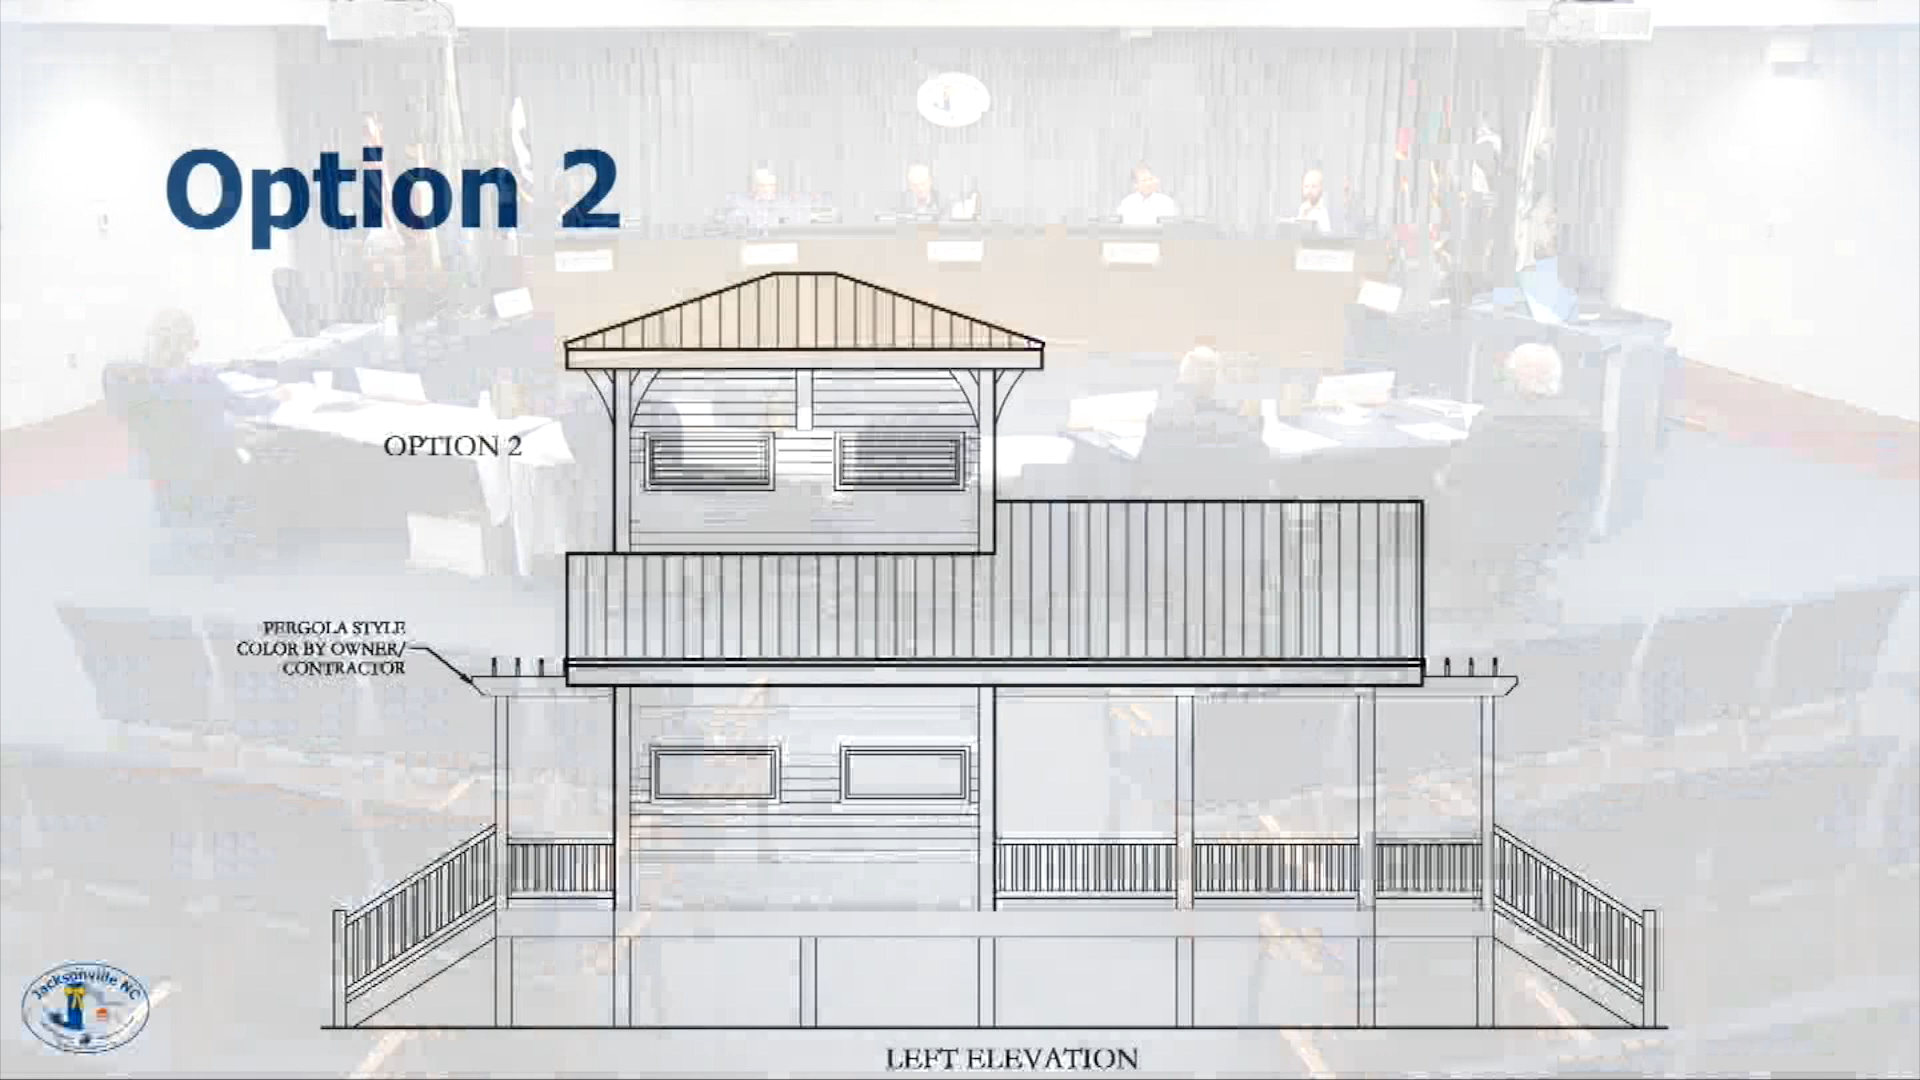 Option 2
OPTION 2
PERGOLA STYLE
COLOR BY OWNER/
CONTRACTOR
Jacksonville NC
LEFT ELEVATION